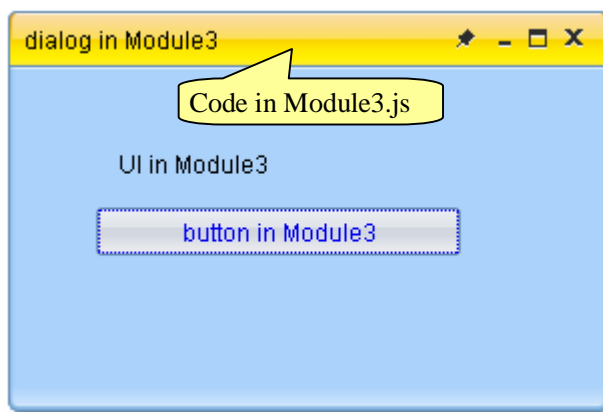 dialog in Module3
Code in Module3.js
UI in Module3
button in Module3